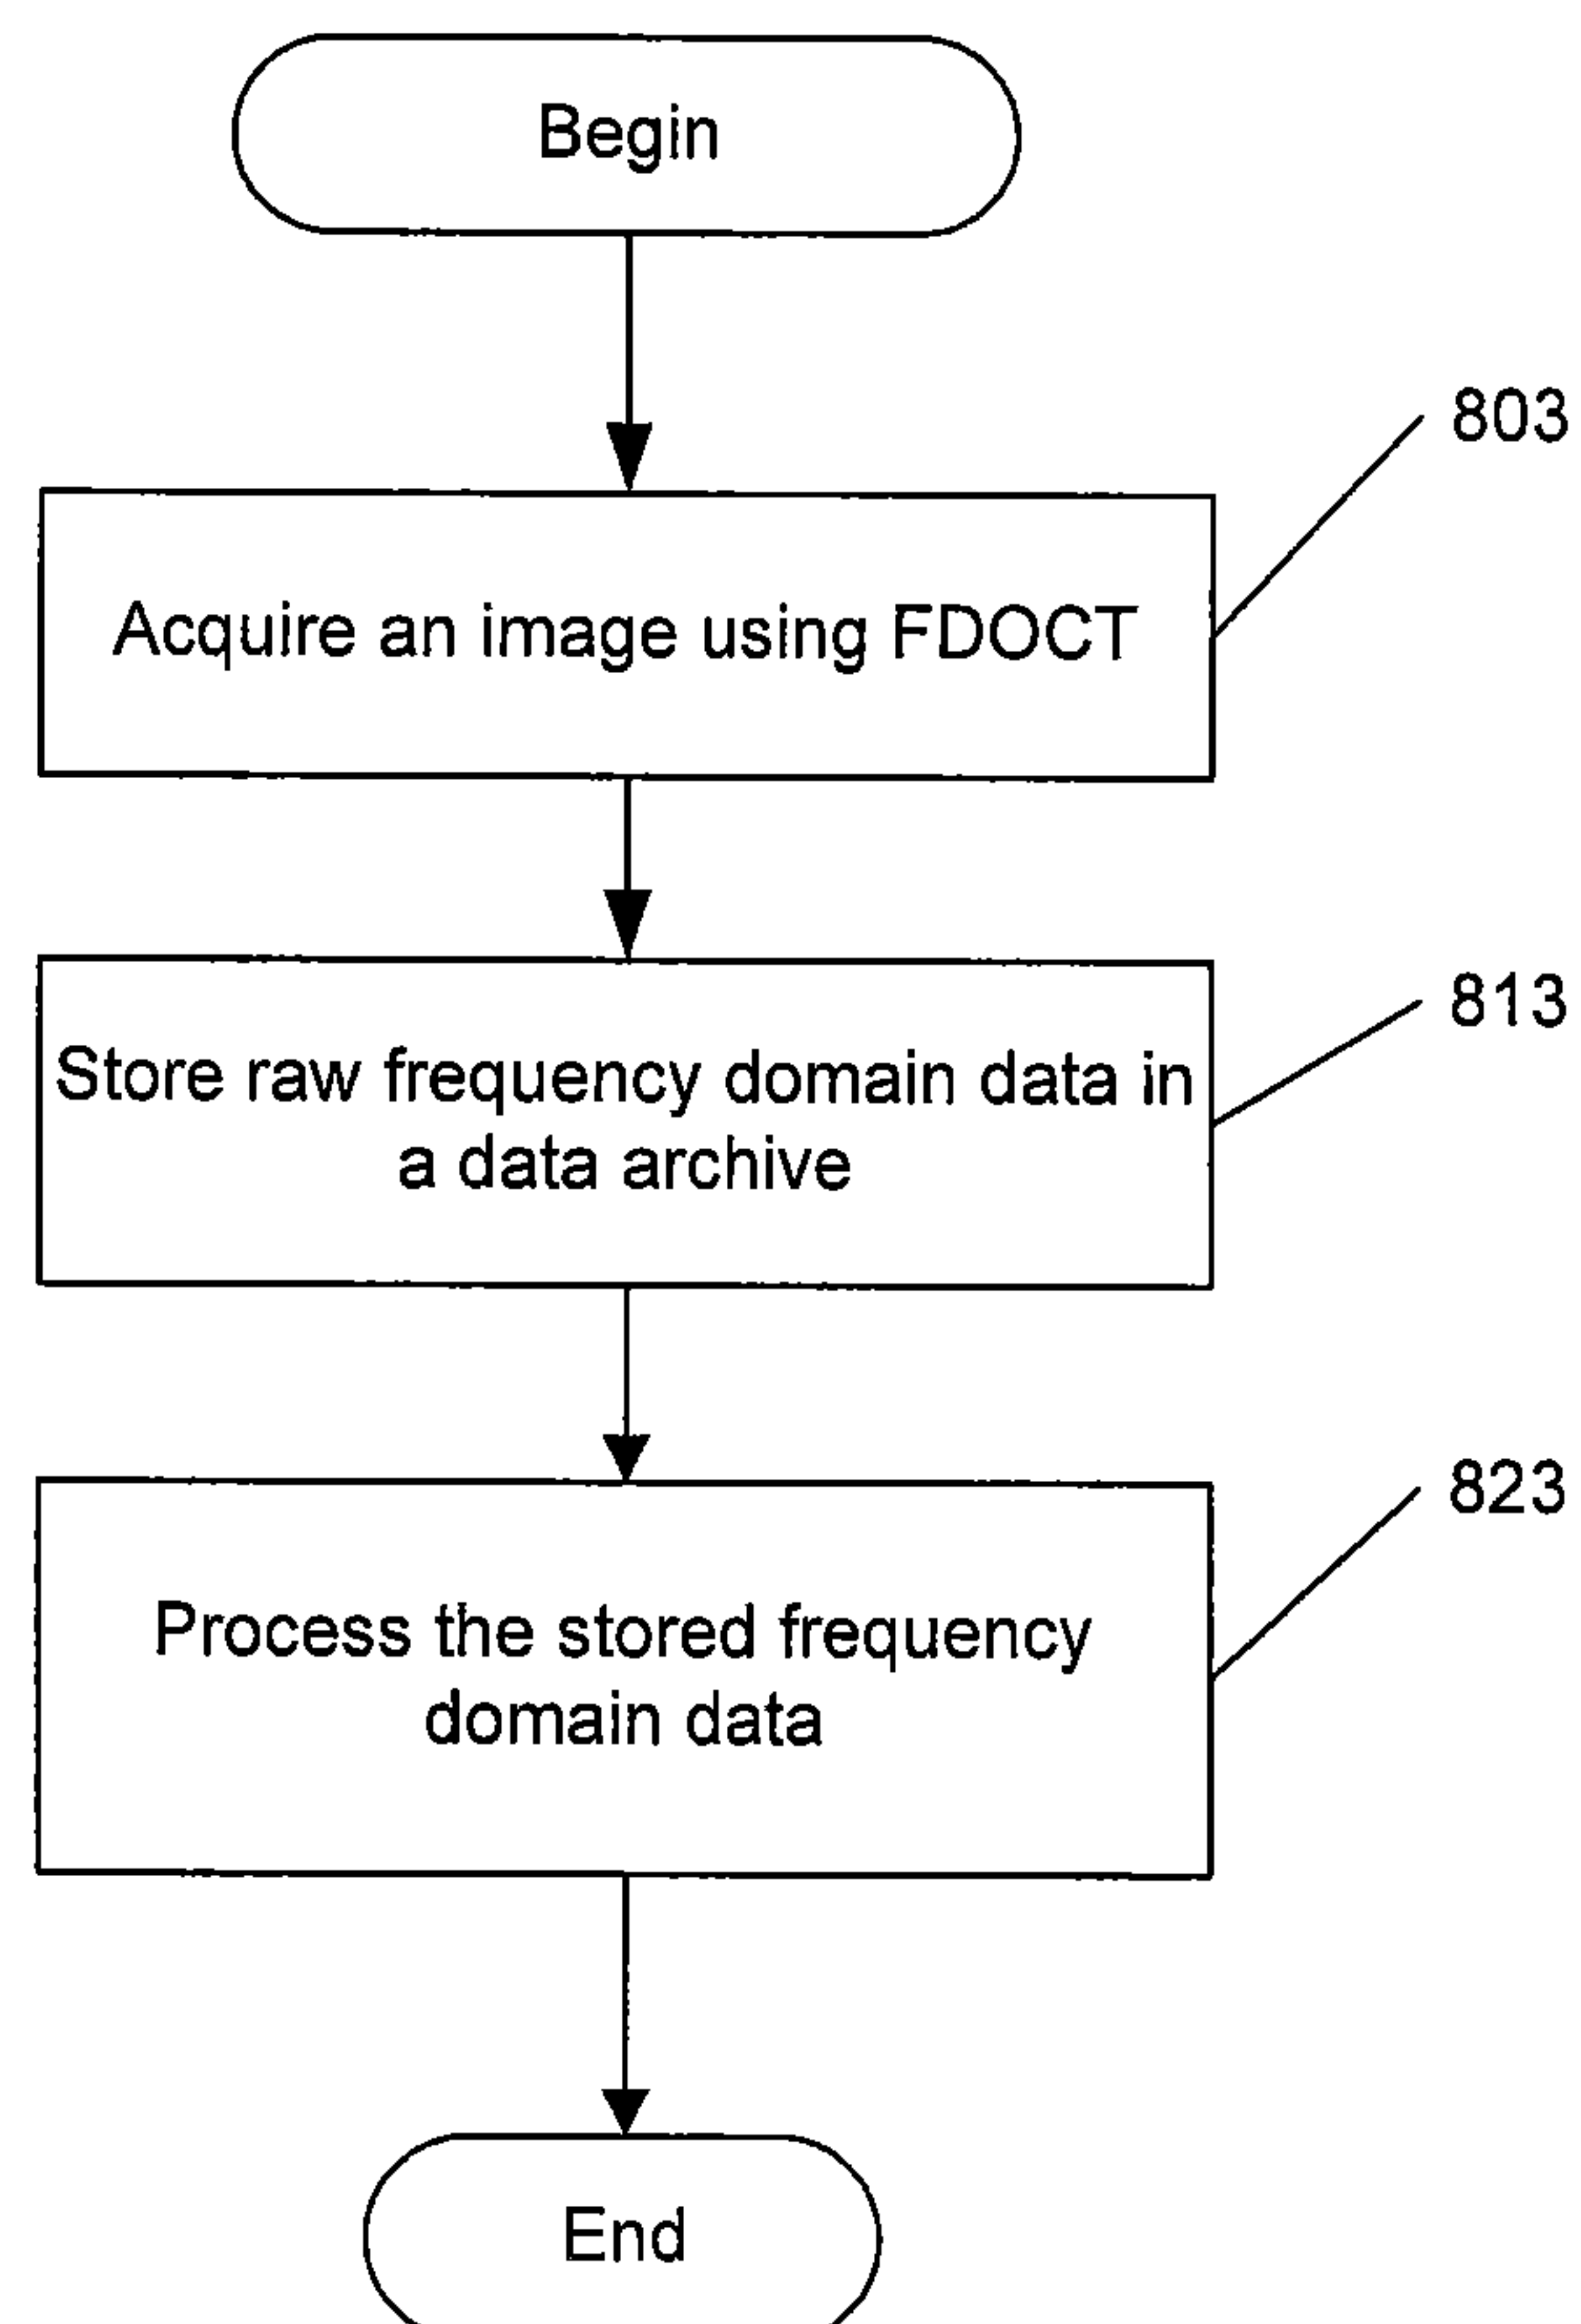 Begin
803
Acquire an image using FDOCT
813
Store raw frequency domain data in
a data archive
823
Process the stored frequency
domain data
End